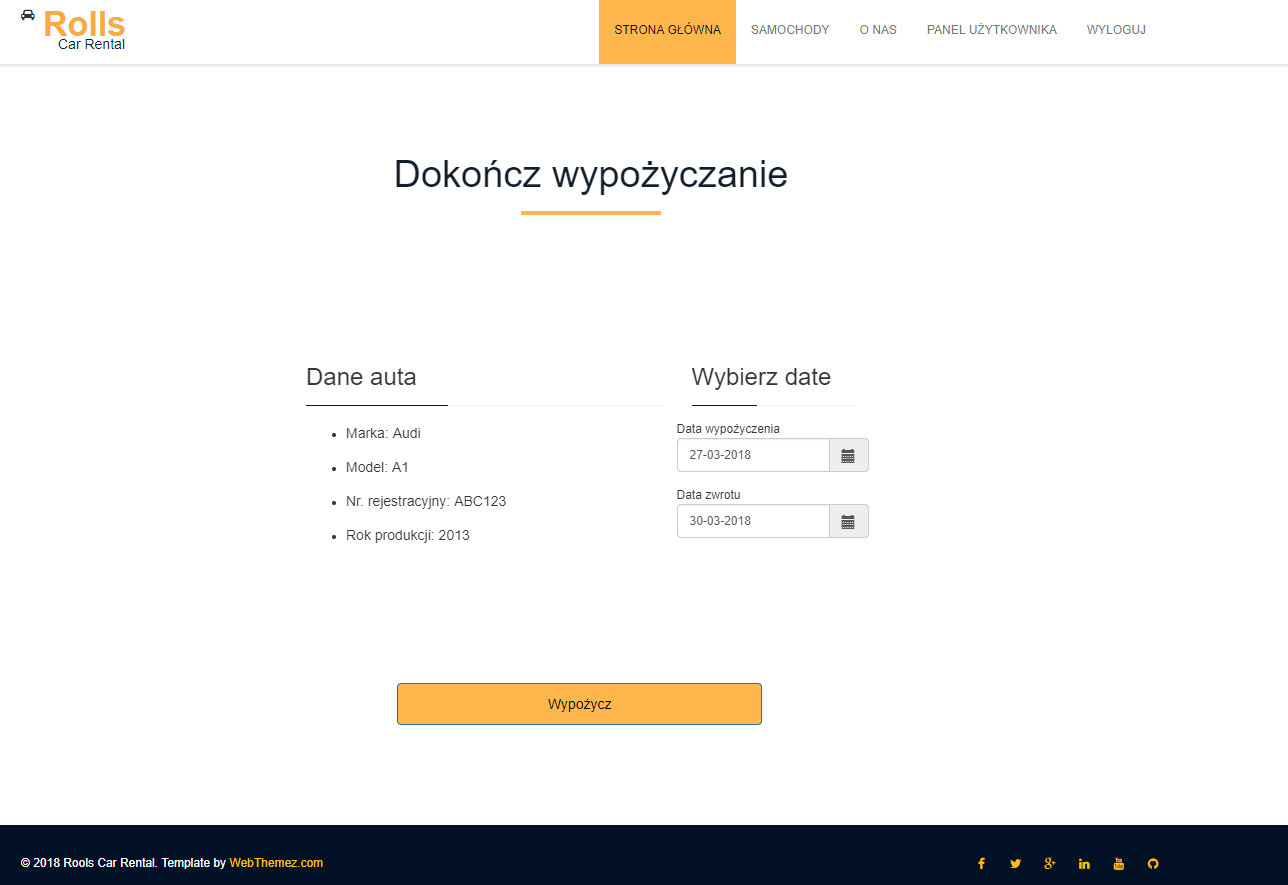 Rolls
Car Rental
STRONA GŁÓWNA
SAMOCHODY
O NAS
PANEL UŻYTKOWNIKA
WYLOGUJ
Dokończ wypożyczanie
Dane auta
Marka: Audi
Model: A1
Nr. rejestracyjny: ABC123
Rok produkcji: 2013
Wybierz date
Data wypożyczenia
27-03-2018
Data zwrotu
30-03-2018
Wypożycz
© 2018 Rools Car Rental. Template by WebThemez.com